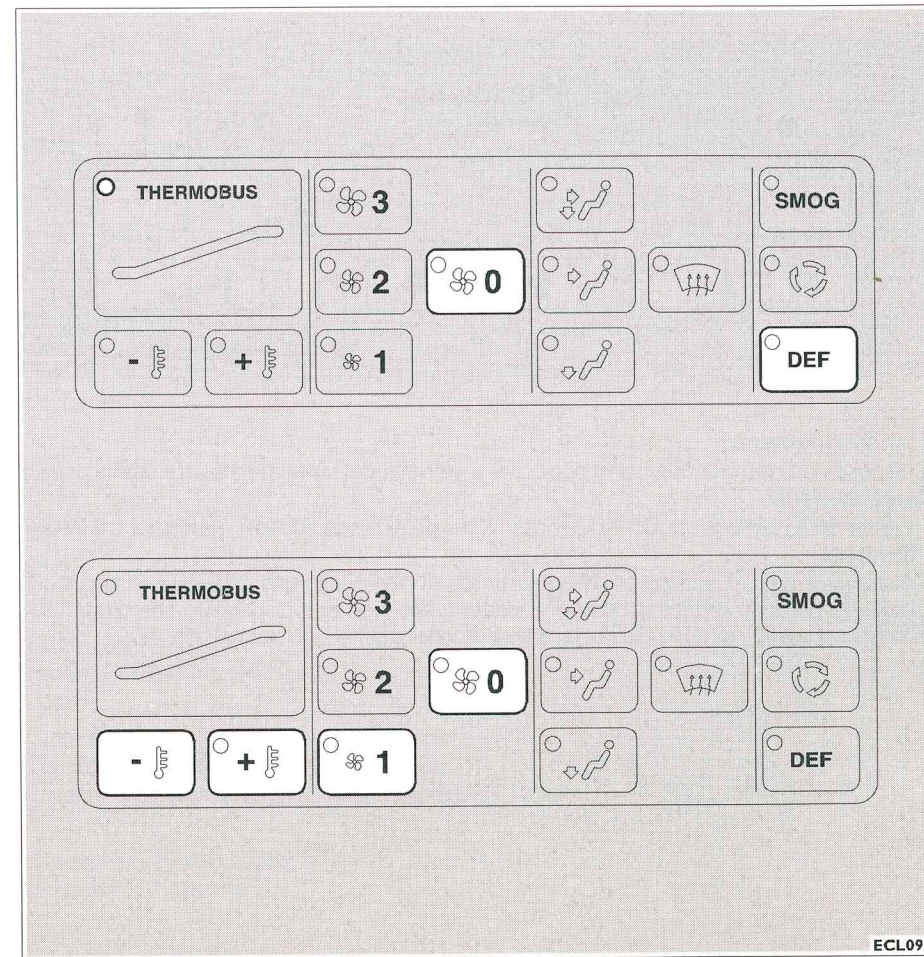 THERMOBUS
3
SMOG
2
0
- +
1
DEF
THERMOBUS
3
SMOG
2
0
- +
1
DEF
ECL09